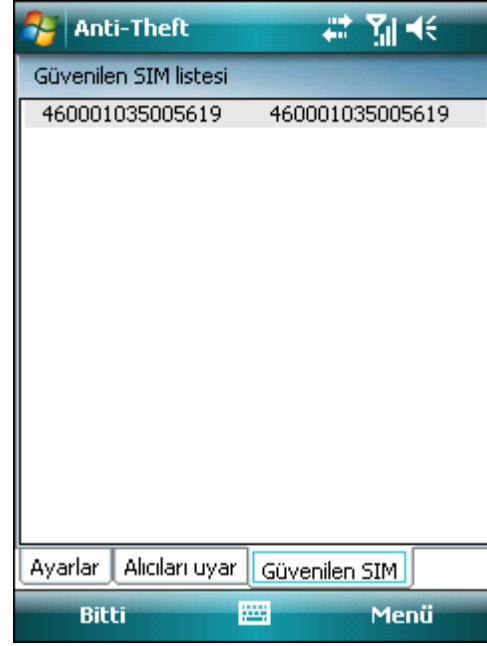 Anti-Theft
Güvenilen SIM listesi
460001035005619 460001035005619
Ayarlar Alıcıları uyar Güvenilen SIM
Bitti Menü